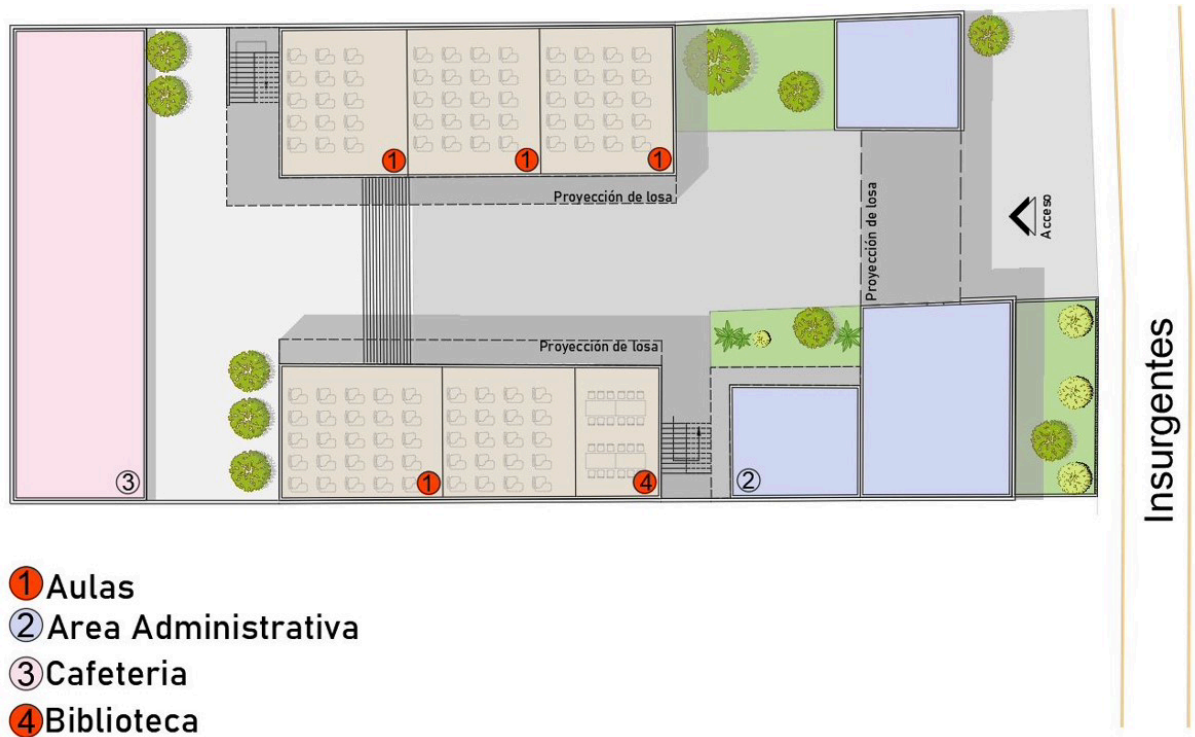 1
1
1
Proyección de losa
Proyección de losa
Acceso
Proyección de losa
3
1
4
2
Insurgentes
1 Aulas
2 Area Administrativa
3 Cafeteria
4 Biblioteca